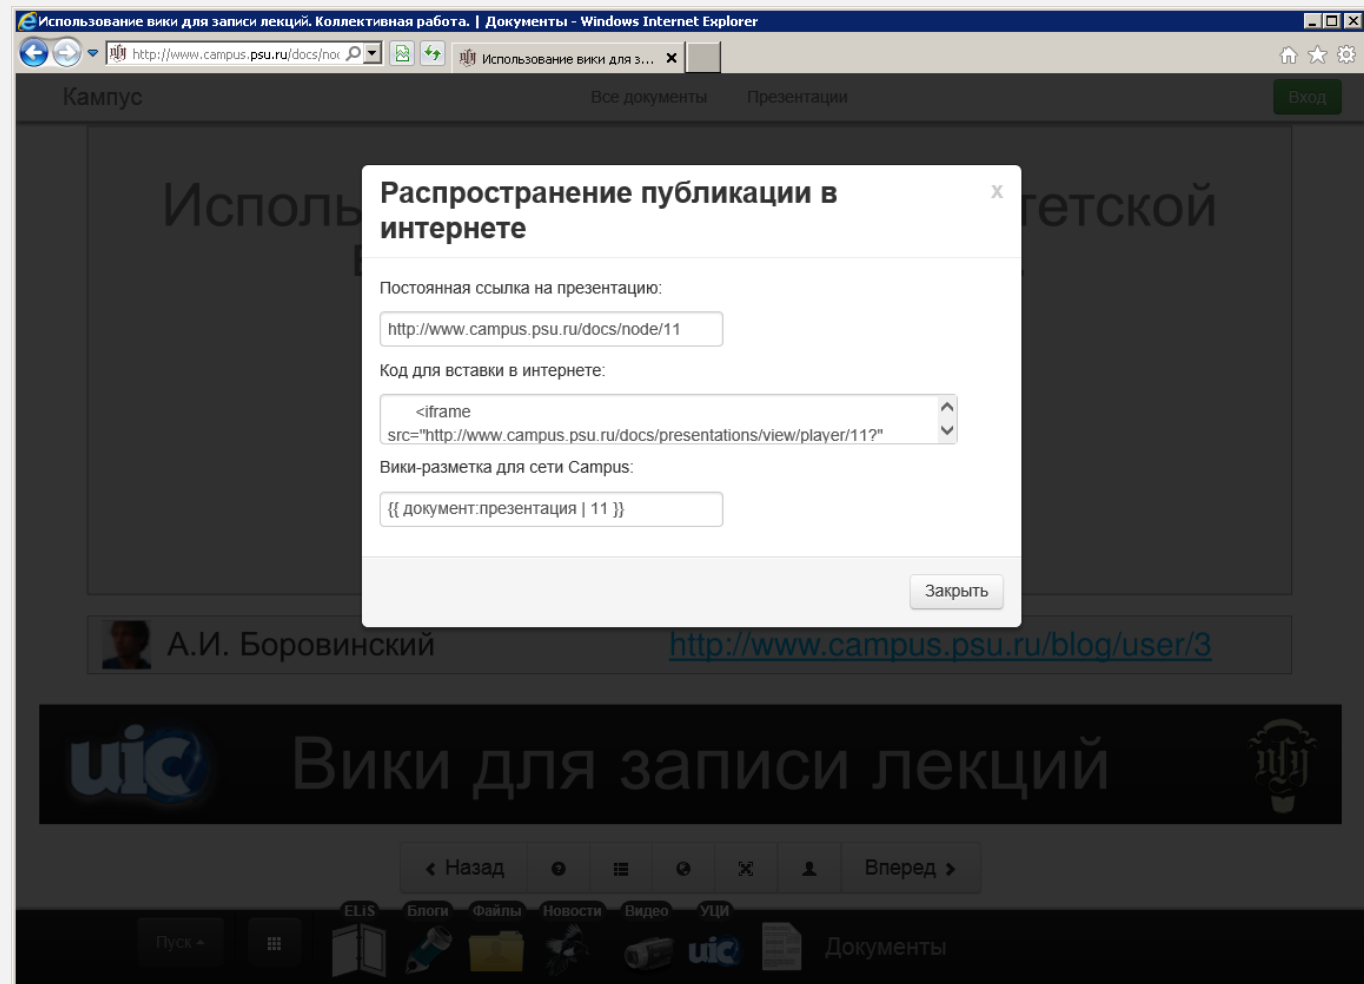 Использование вики для записи лекций. Коллективная работа. | Документы - Windows Internet Explorer
http://www.campus.psu.ru/docs/noc
Использование вики для з...
Кампус
Все документы
Презентации
Вход
Исполь
тетской
Распространение публикации в
интернете
x
Постоянная ссылка на презентацию:
http://www.campus.psu.ru/docs/node/11
Код для вставки в интернете:
<iframe
src="http://www.campus.psu.ru/docs/presentations/view/player/11?"
Вики-разметка для сети Campus:
{{ документ:презентация | 11 }}
Закрыть
А.И. Боровинский
http://www.campus.psu.ru/blog/user/3
uic
Вики для записи лекций
Назад
Вперед
ELiS
Блоги
Файлы
Новости
Видео
УЦИ
Пуск
uic
Документы